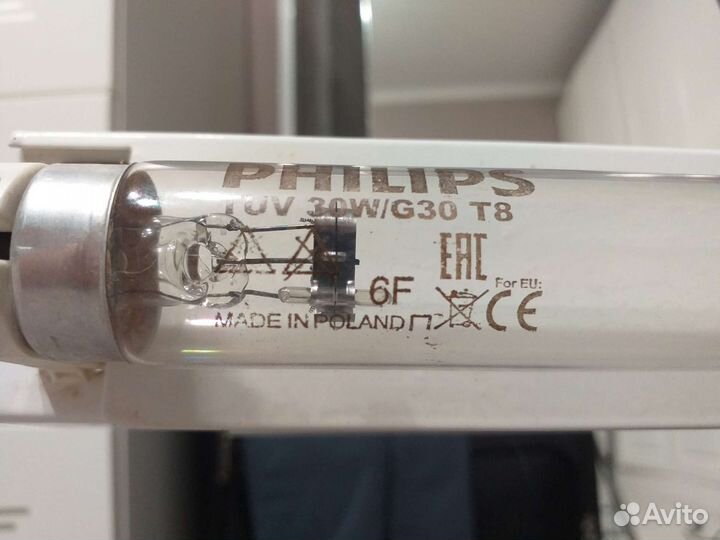 PHILIPS
TUV 30W/G30 T8
EAC
For EU:
6F
CE
MADE IN POLAND
Avito